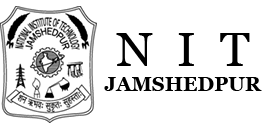 NATIONAL INSTITUTE OF TECHNOLOGY
JAMSHEDPUR
N I T
JAMSHEDPUR